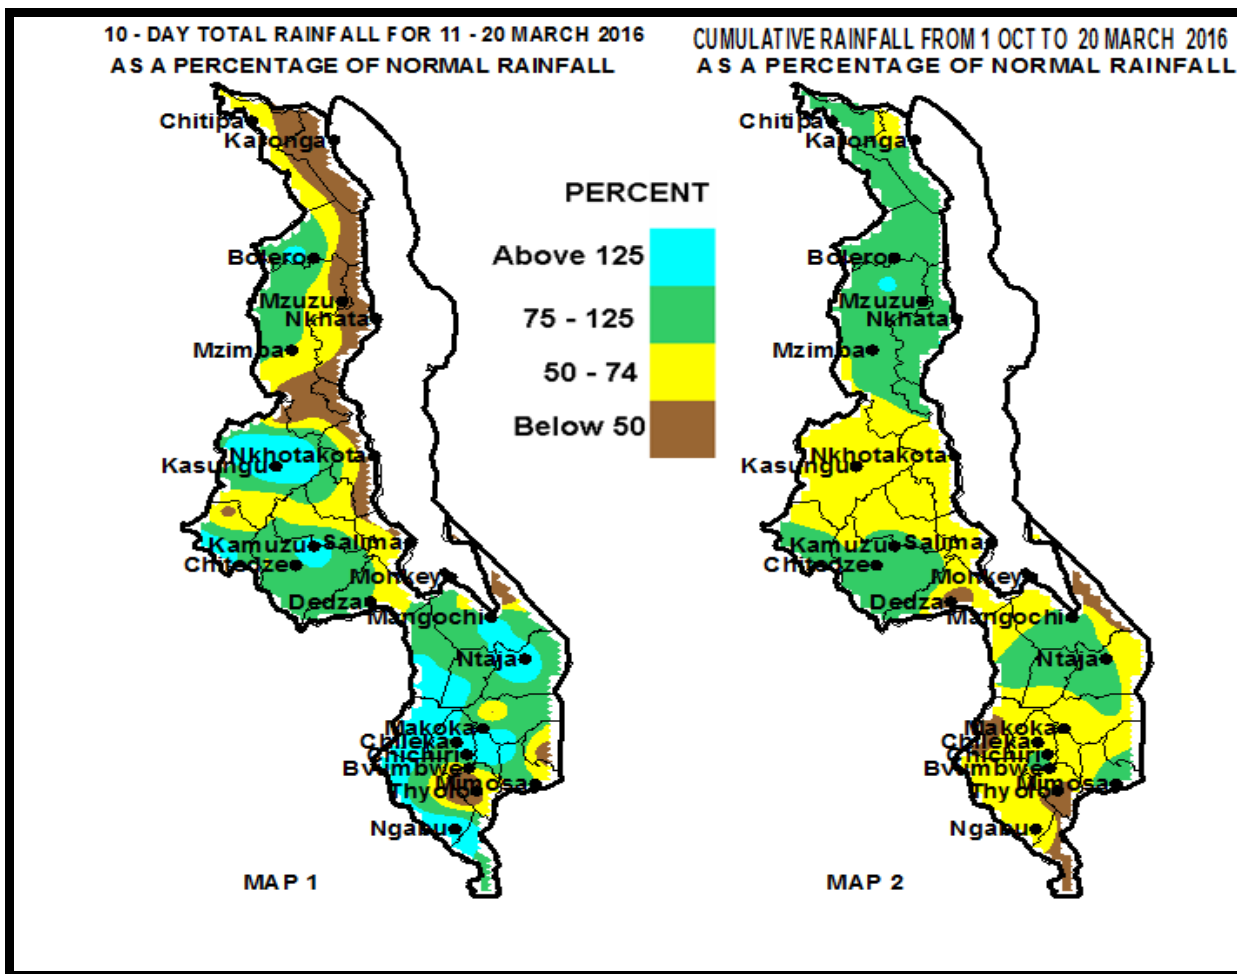 10 - DAY TOTAL RAINFALL FOR 11 - 20 MARCH 2016
AS A PERCENTAGE OF NORMAL RAINFALL
CUMULATIVE RAINFALL FROM 1 OCT TO 20 MARCH 2016
AS A PERCENTAGE OF NORMAL RAINFALL
Chitipa
Karonga
Bolero
Mzuzu
Nkhata
Mzimba
Nkhotakota
Kasungu
Kamuzu
Salima
Chitedze
Monkey
Dedza
Mangochi
Ntaja
Makoka
Chileka
Chichiri
Bvumbwe
Mimosa
Thyolo
Ngabu
MAP 1
PERCENT
Above 125
75 - 125
50 - 74
Below 50
Chitipa
Karonga
Bolero
Mzuzu
Nkhata
Mzimba
Nkhotakota
Kasungu
Kamuzu
Salima
Chitedze
Monkey
Dedza
Mangochi
Ntaja
Makoka
Chileka
Chichiri
Bvumbwe
Mimosa
Thyolo
Ngabu
MAP 2